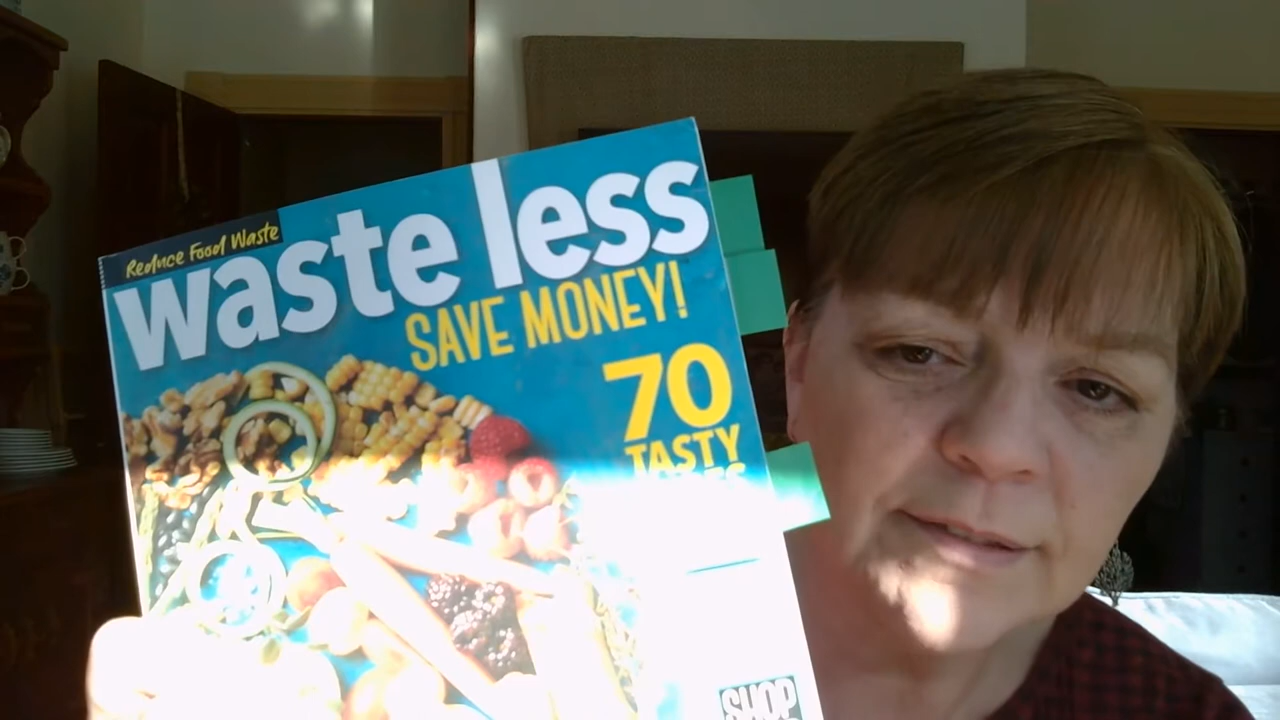 Reduce Food Waste
waste less
SAVE MONEY!
70
TASTY
SHOP